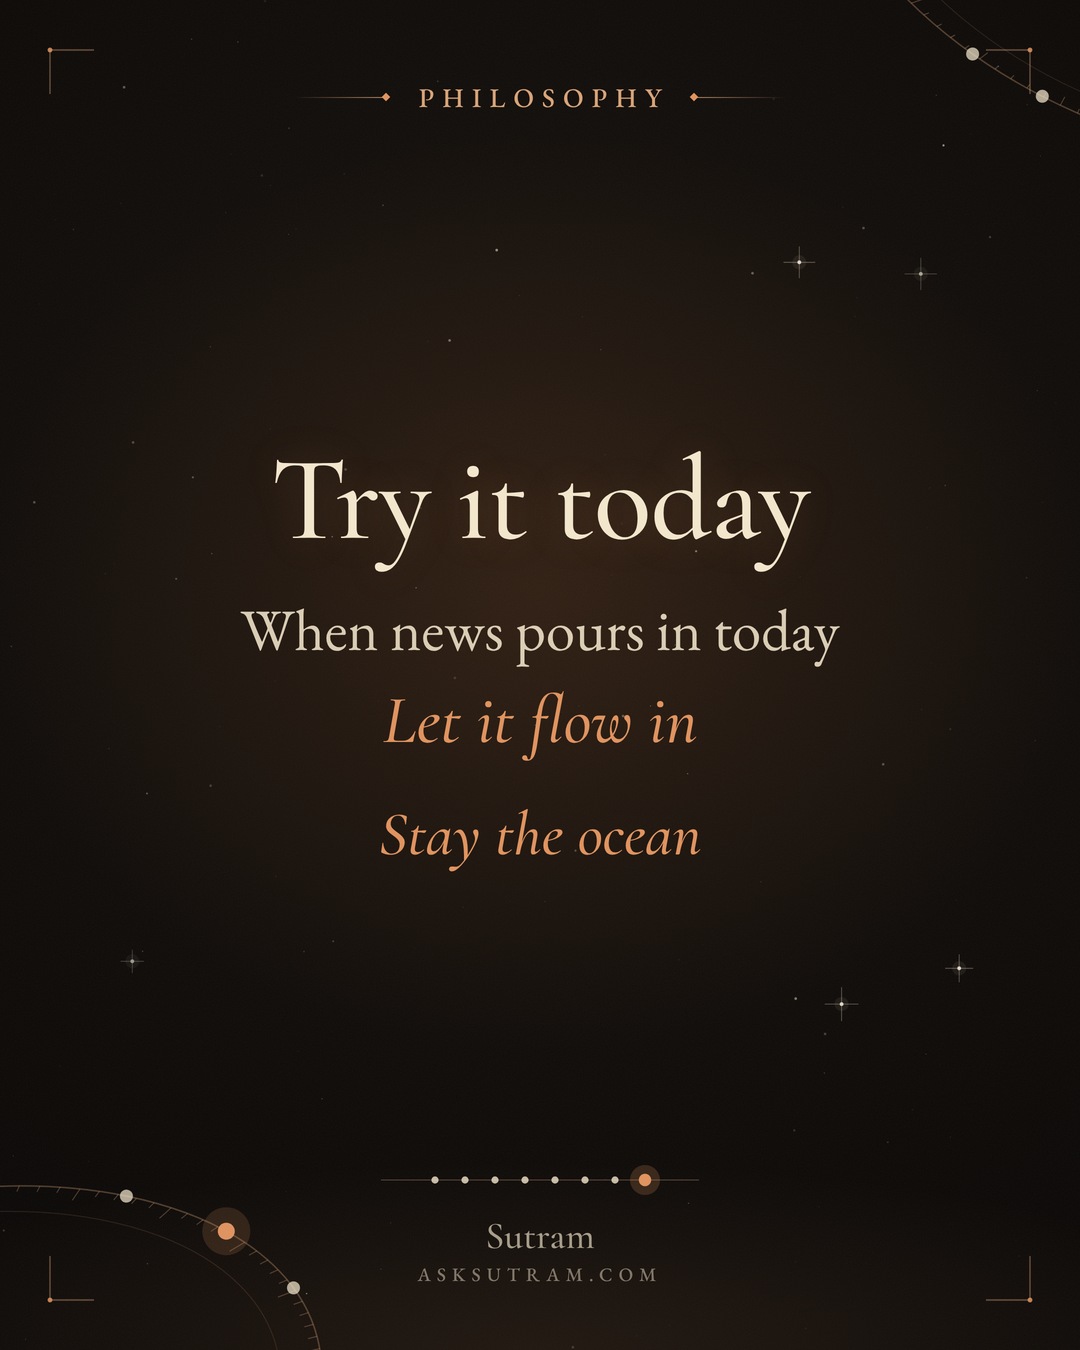 PHILOSOPHY
Try it today
When news pours in today
Let it flow in
Stay the ocean
Sutram
ASKSUTRAM.COM